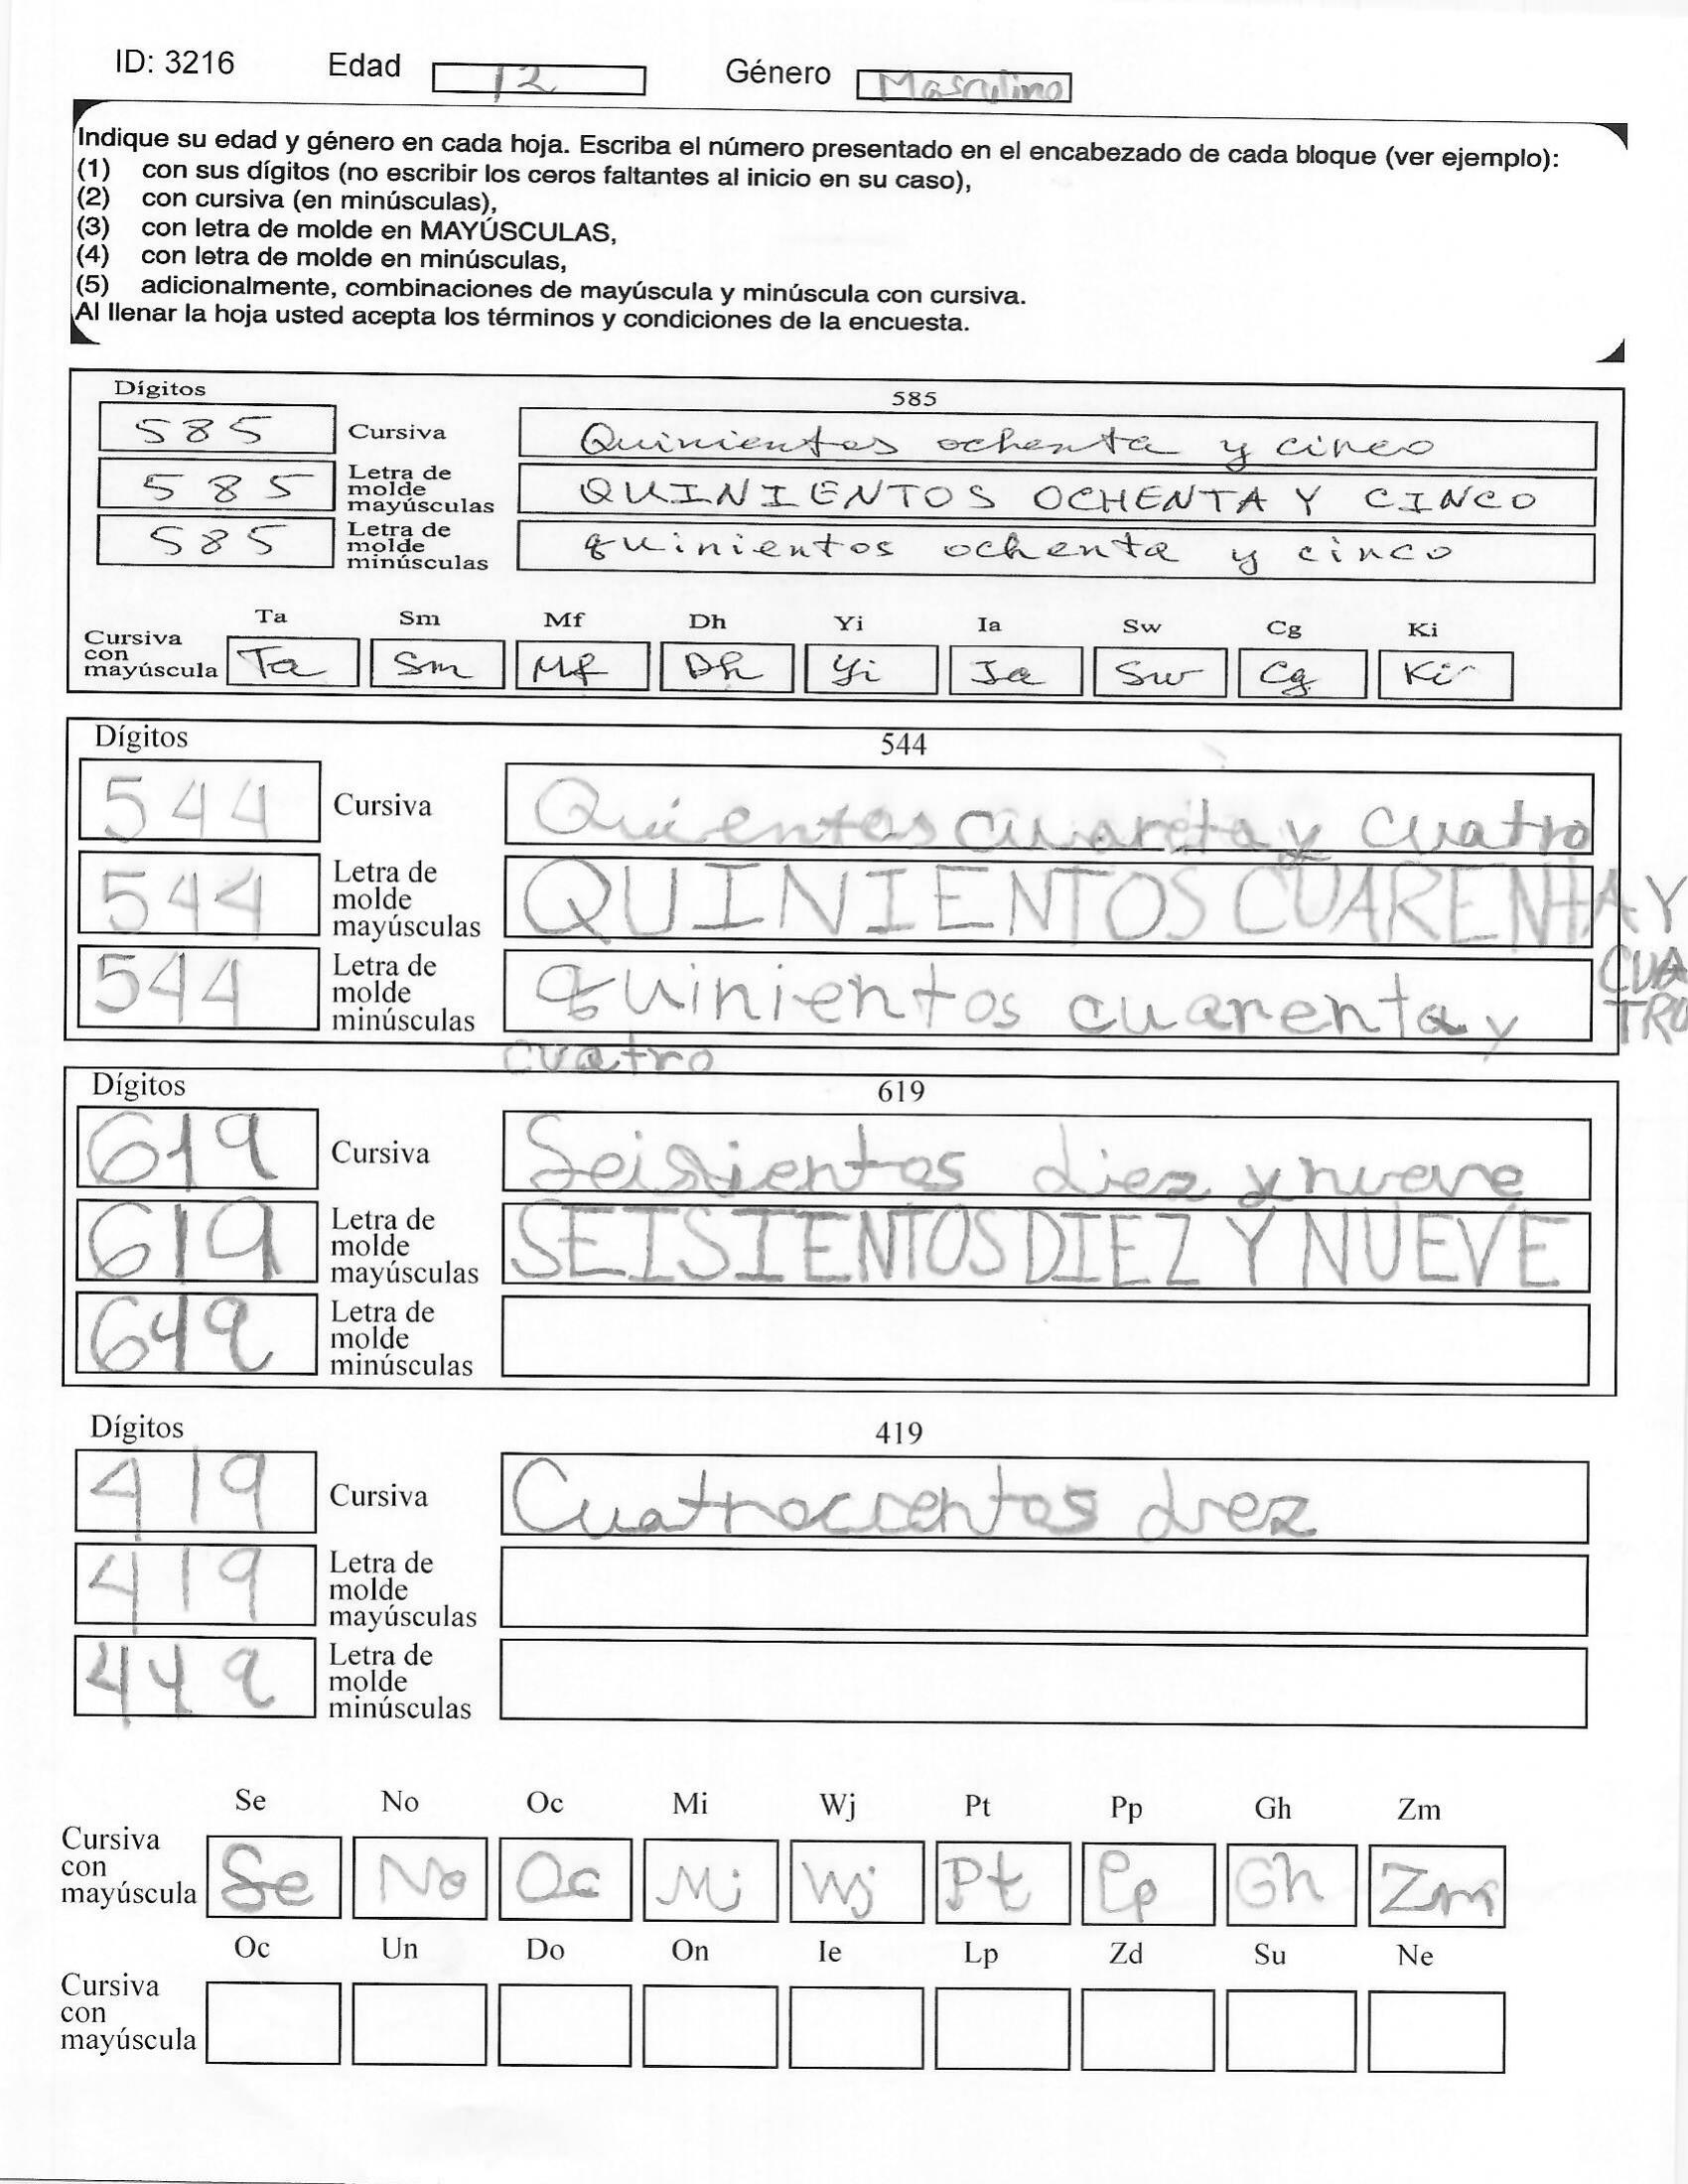 ID: 3216 Edad 12 Género Masculino
Indique su edad y género en cada hoja. Escriba el número presentado en el encabezado de cada bloque (ver ejemplo):
(1) con sus dígitos (no escribir los ceros faltantes al inicio en su caso),
(2) con cursiva (en minúsculas),
(3) con letra de molde en MAYÚSCULAS,
(4) con letra de molde en minúsculas,
(5) adicionalmente, combinaciones de mayúscula y minúscula con cursiva.
Al llenar la hoja usted acepta los términos y condiciones de la encuesta.
Dígitos 585
585 Cursiva Quinientos ochenta y cinco
585 Letra de molde mayúsculas QUINIENTOS OCHENTA Y CINCO
585 Letra de molde minúsculas quinientos ochenta y cinco
Ta Sm Mf Dh Yi Ia Sw Cg Ki
Cursiva con mayúscula Ta Sm Mf Dh Yi Ia Sw Cg Ki
Dígitos 544
544 Cursiva Quientos cuareta y cuatro
544 Letra de molde mayúsculas QUINIENTOS CUARENTA Y CUATRO
544 Letra de molde minúsculas quinientos cuarenta y
cuatro
Dígitos 619
619 Cursiva Seisientos diez y nueve
619 Letra de molde mayúsculas SEISIENTOS DIEZ Y NUEVE
619 Letra de molde minúsculas
Dígitos 419
419 Cursiva Cuatrocientos diez
419 Letra de molde mayúsculas
419 Letra de molde minúsculas
Se No Oc Mi Wj Pt Pp Gh Zm
Cursiva con mayúscula Se No Oc Mi Wj Pt Pp Gh Zm
Oc Un Do On Ie Lp Zd Su Ne
Cursiva con mayúscula